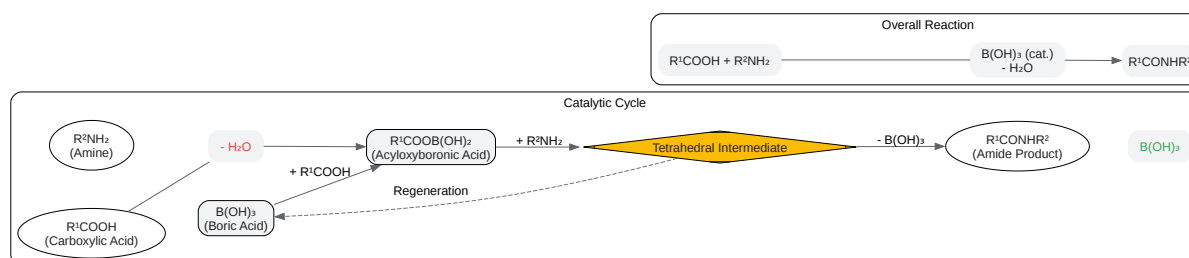 Overall Reaction
R¹COOH + R²NH₂
B(OH)₃ (cat.)
- H₂O
R¹CONHR²
Catalytic Cycle
R²NH₂
(Amine)
- H₂O
R¹COOB(OH)₂
(Acyloxyboronic Acid)
+ R²NH₂
Tetrahedral Intermediate
- B(OH)₃
R¹CONHR²
(Amide Product)
B(OH)₃
+ R¹COOH
Regeneration
R¹COOH
(Carboxylic Acid)
B(OH)₃
(Boric Acid)